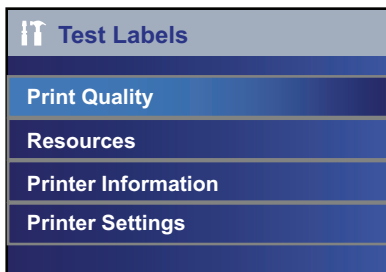 Test Labels
Print Quality
Resources
Printer Information
Printer Settings